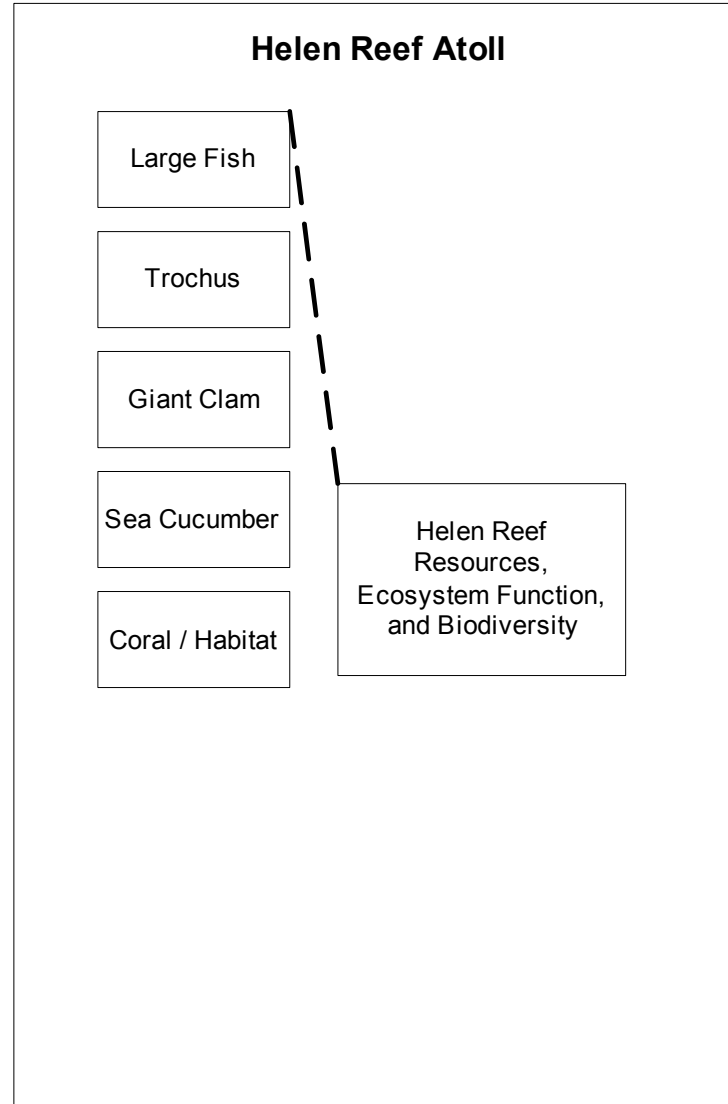 Helen Reef Atoll
Large Fish
Trochus
Giant Clam
Sea Cucumber
Coral / Habitat
Helen Reef
Resources,
Ecosystem Function,
and Biodiversity